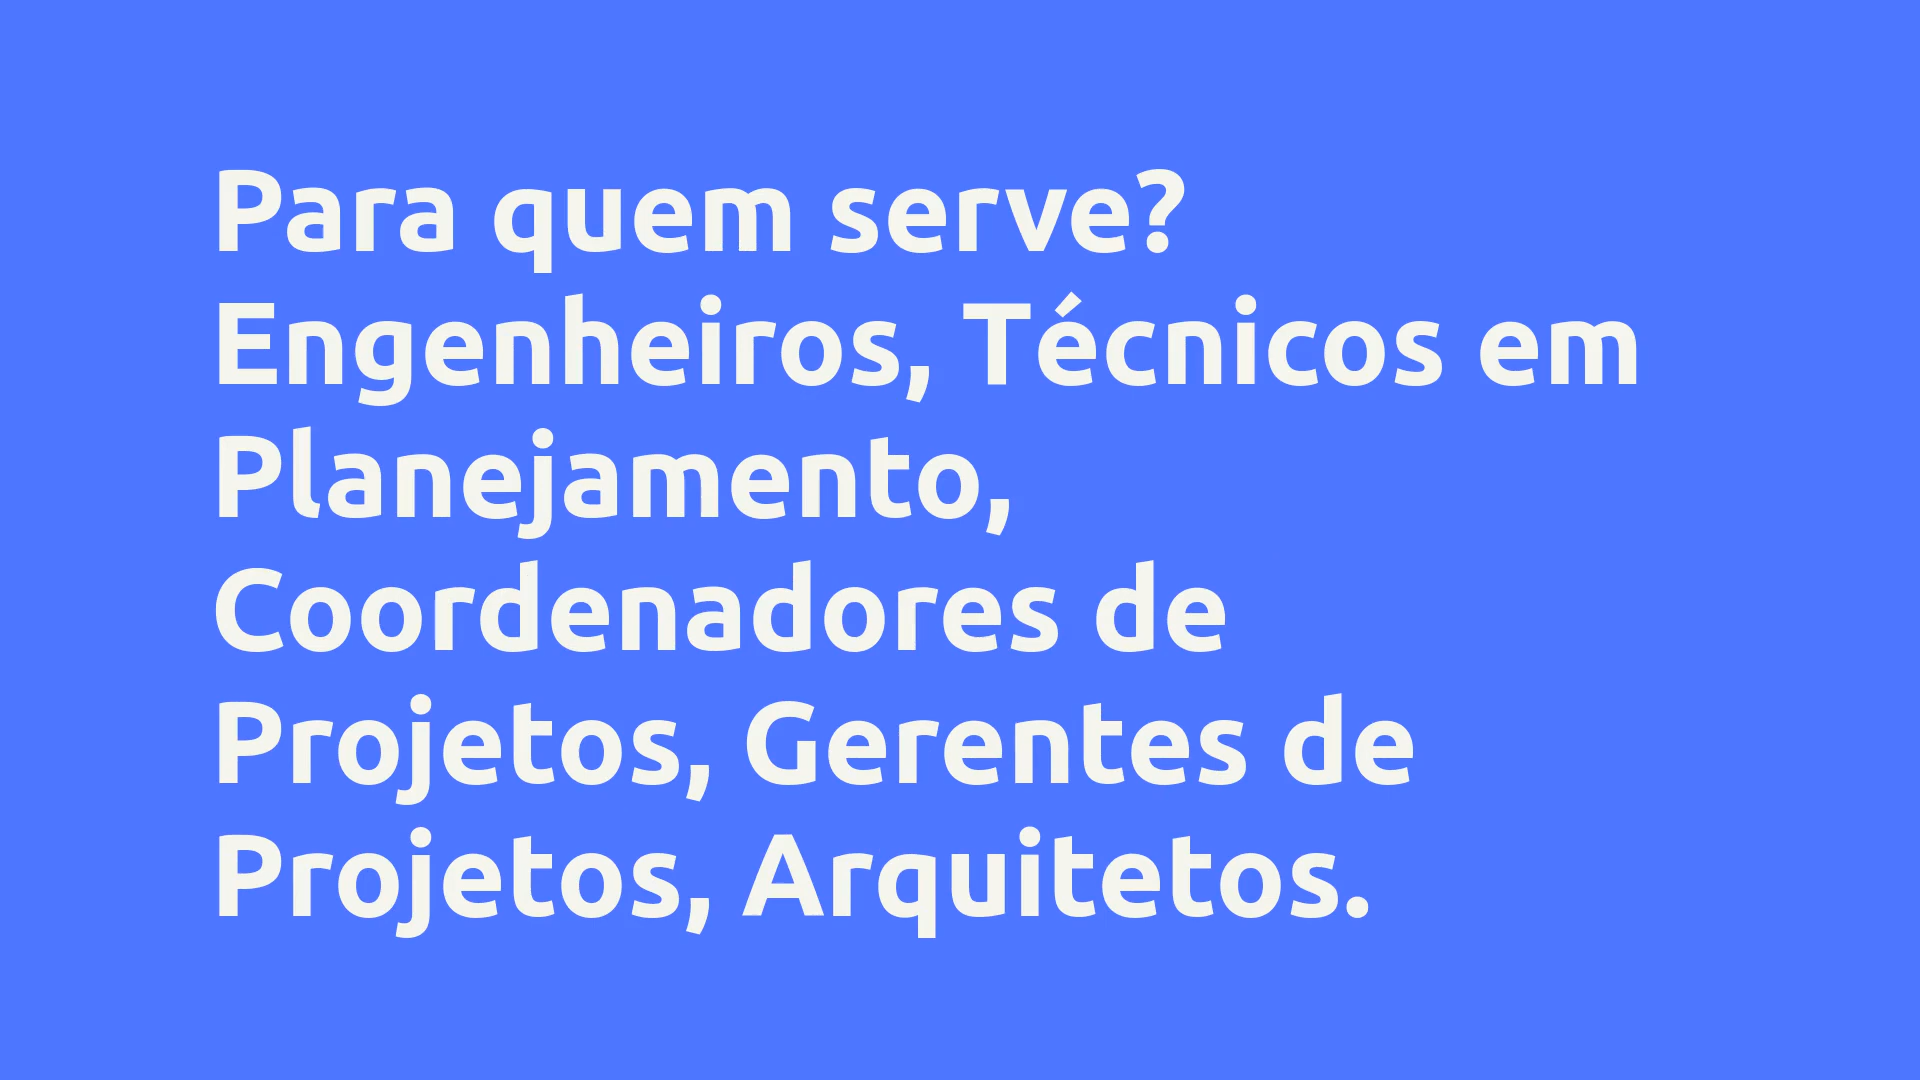 Para quem serve?
Engenheiros, Técnicos em
Planejamento,
Coordenadores de
Projetos, Gerentes de
Projetos, Arquitetos.